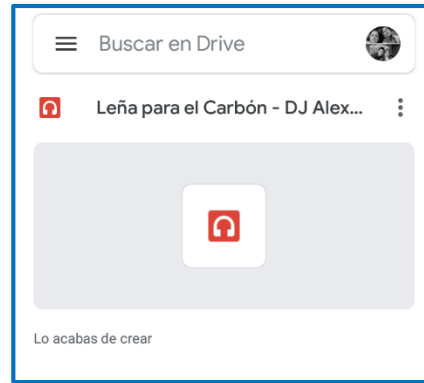 Buscar en Drive
Leña para el Carbón - DJ Alex...
Lo acabas de crear